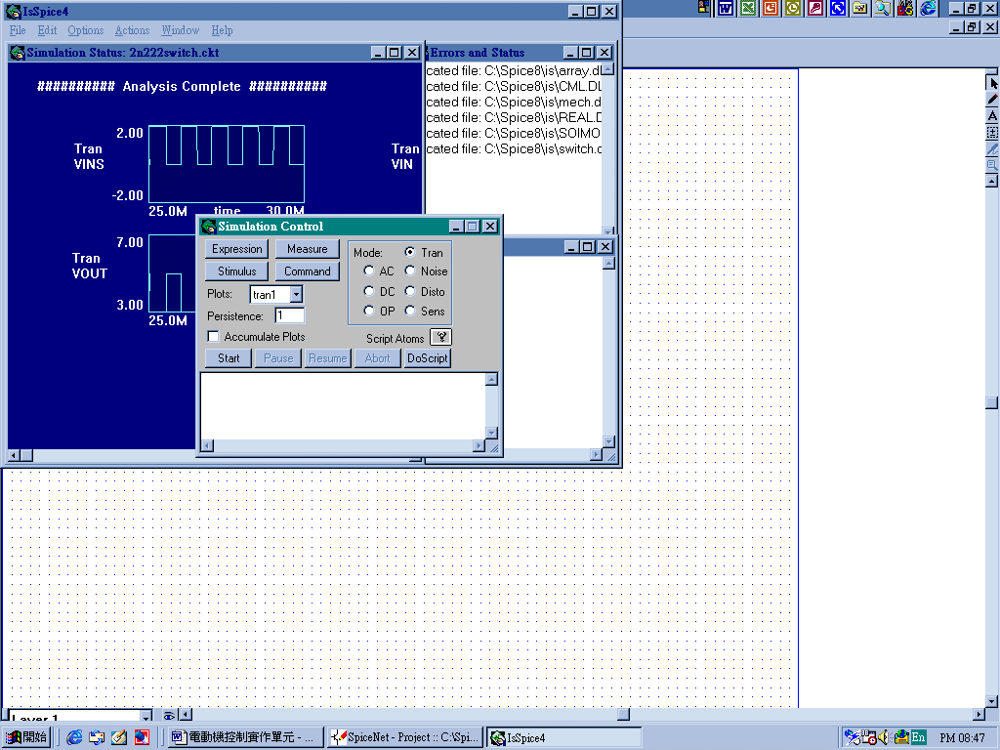 IsSpice4
File Edit Options Actions Window Help
Simulation Status: 2n222switch.ckt
########## Analysis Complete ##########
2.00
Tran
VINS
-2.00
25.0M time 30.0M
Tran
VIN
7.00
Tran
VOUT
3.00
25.0M
Errors and Status
cated file: C:\Spice8\is\array.dl
cated file: C:\Spice8\is\CML.DL
cated file: C:\Spice8\is\mech.d
cated file: C:\Spice8\is\REAL.D
cated file: C:\Spice8\is\SOIMO
cated file: C:\Spice8\is\switch.c
Simulation Control
Expression Measure
Stimulus Command
Mode: Tran
AC Noise
DC Disto
OP Sens
Plots: tran1
Persistence: 1
Accumulate Plots
Script Atoms ?
Start Pause Resume Abort DoScript
Layer 1
開始 電動機控制實作單元 - ... SpiceNet - Project :: C:\Spi... IsSpice4 En PM 08:47